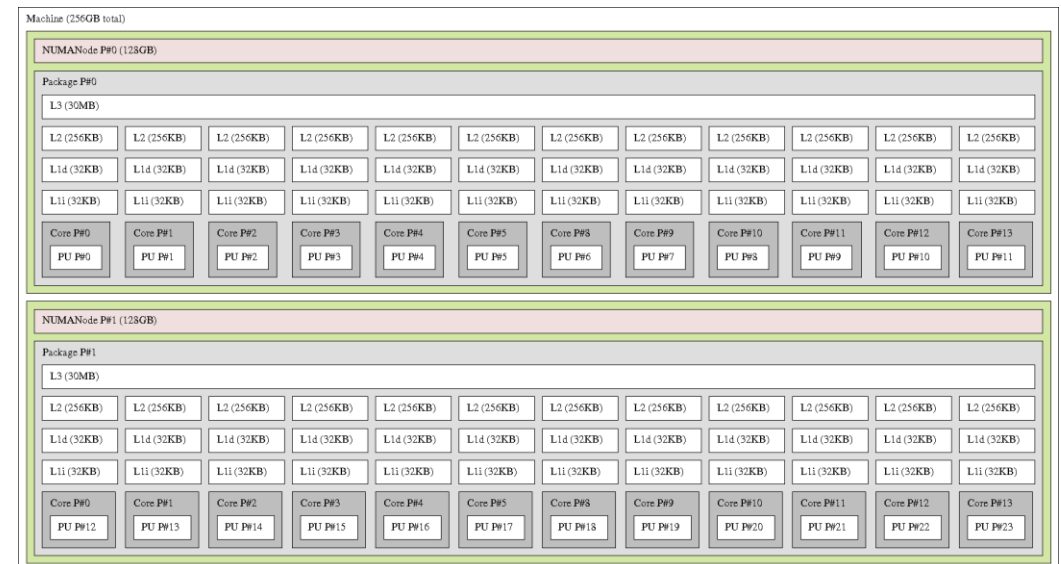 Machine (256GB total)
NUMANode P#0 (128GB)
Package P#0
L3 (30MB)
L2 (256KB) L2 (256KB) L2 (256KB) L2 (256KB) L2 (256KB) L2 (256KB) L2 (256KB) L2 (256KB) L2 (256KB) L2 (256KB) L2 (256KB) L2 (256KB)
L1d (32KB) L1d (32KB) L1d (32KB) L1d (32KB) L1d (32KB) L1d (32KB) L1d (32KB) L1d (32KB) L1d (32KB) L1d (32KB) L1d (32KB) L1d (32KB)
L1i (32KB) L1i (32KB) L1i (32KB) L1i (32KB) L1i (32KB) L1i (32KB) L1i (32KB) L1i (32KB) L1i (32KB) L1i (32KB) L1i (32KB) L1i (32KB)
Core P#0 Core P#1 Core P#2 Core P#3 Core P#4 Core P#5 Core P#8 Core P#9 Core P#10 Core P#11 Core P#12 Core P#13
PU P#0 PU P#1 PU P#2 PU P#3 PU P#4 PU P#5 PU P#6 PU P#7 PU P#8 PU P#9 PU P#10 PU P#11
NUMANode P#1 (128GB)
Package P#1
L3 (30MB)
L2 (256KB) L2 (256KB) L2 (256KB) L2 (256KB) L2 (256KB) L2 (256KB) L2 (256KB) L2 (256KB) L2 (256KB) L2 (256KB) L2 (256KB) L2 (256KB)
L1d (32KB) L1d (32KB) L1d (32KB) L1d (32KB) L1d (32KB) L1d (32KB) L1d (32KB) L1d (32KB) L1d (32KB) L1d (32KB) L1d (32KB) L1d (32KB)
L1i (32KB) L1i (32KB) L1i (32KB) L1i (32KB) L1i (32KB) L1i (32KB) L1i (32KB) L1i (32KB) L1i (32KB) L1i (32KB) L1i (32KB) L1i (32KB)
Core P#0 Core P#1 Core P#2 Core P#3 Core P#4 Core P#5 Core P#8 Core P#9 Core P#10 Core P#11 Core P#12 Core P#13
PU P#12 PU P#13 PU P#14 PU P#15 PU P#16 PU P#17 PU P#18 PU P#19 PU P#20 PU P#21 PU P#22 PU P#23